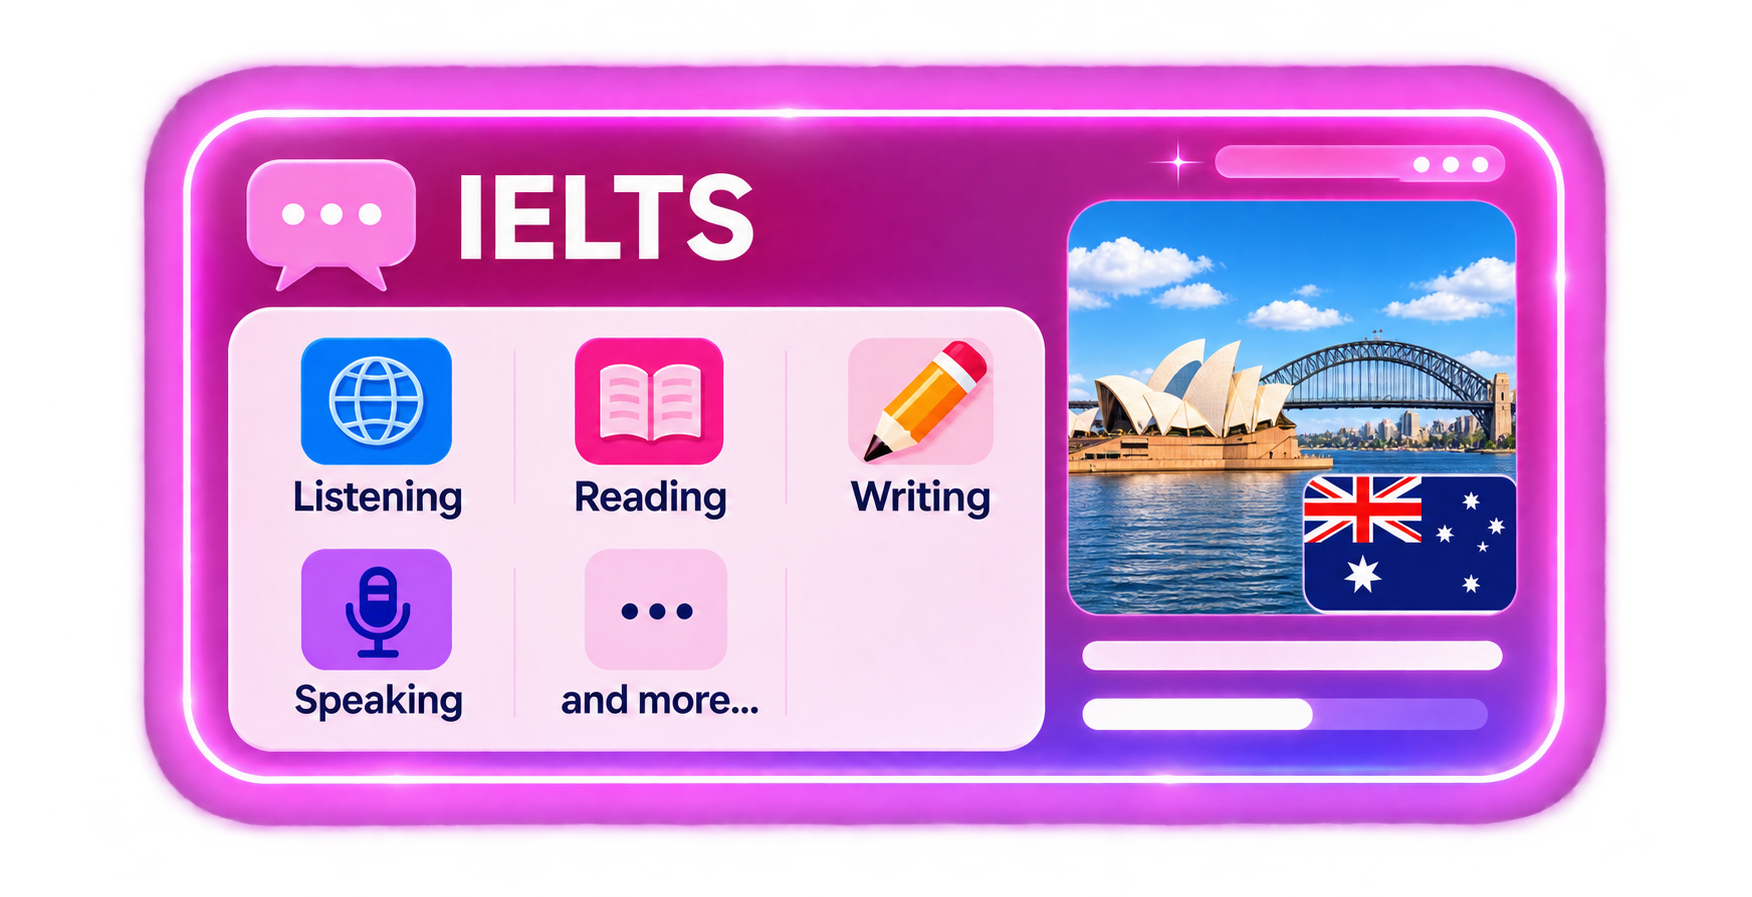 IELTS
Listening
Reading
Writing
Speaking
and more...